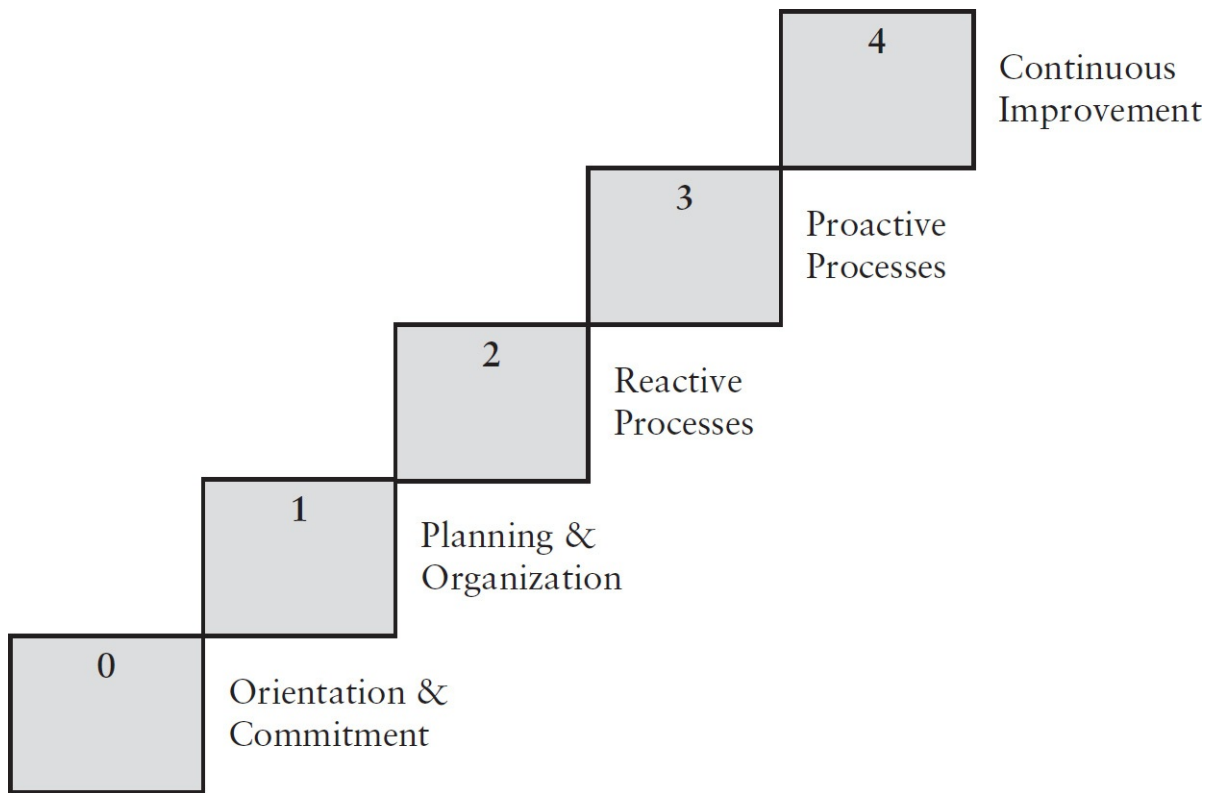 4
Continuous
Improvement
3
Proactive
Processes
2
Reactive
Processes
1
Planning &
Organization
0
Orientation &
Commitment